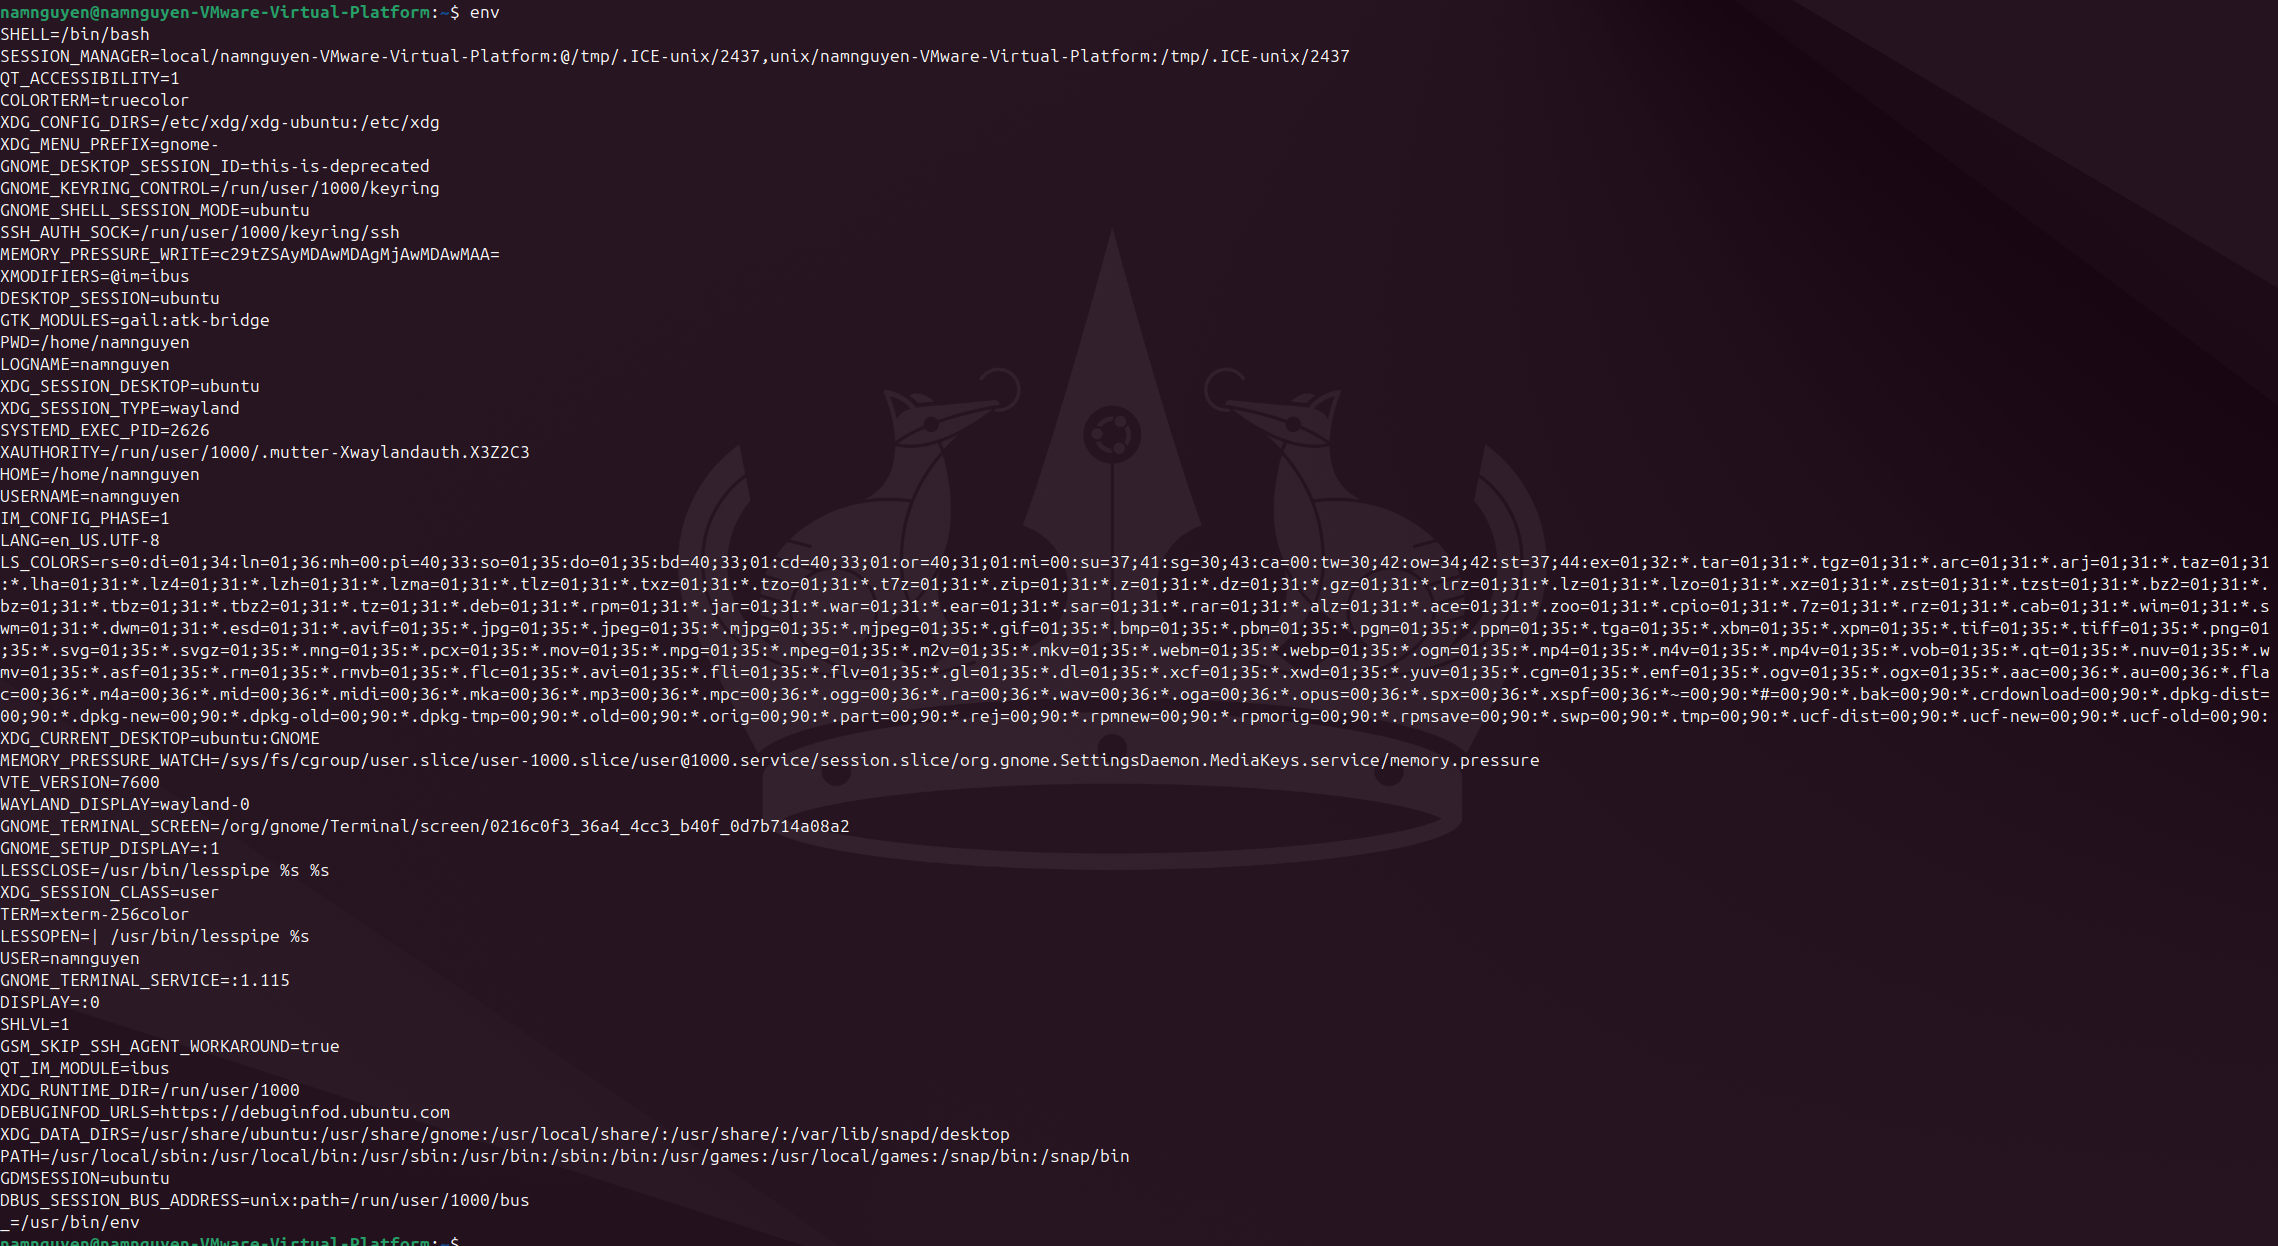 namnguyen@namnguyen-VMware-Virtual-Platform:~$ env
SHELL=/bin/bash
SESSION_MANAGER=local/namnguyen-VMware-Virtual-Platform:@/tmp/.ICE-unix/2437,unix/namnguyen-VMware-Virtual-Platform:/tmp/.ICE-unix/2437
QT_ACCESSIBILITY=1
COLORTERM=truecolor
XDG_CONFIG_DIRS=/etc/xdg/xdg-ubuntu:/etc/xdg
XDG_MENU_PREFIX=gnome-
GNOME_DESKTOP_SESSION_ID=this-is-deprecated
GNOME_KEYRING_CONTROL=/run/user/1000/keyring
GNOME_SHELL_SESSION_MODE=ubuntu
SSH_AUTH_SOCK=/run/user/1000/keyring/ssh
MEMORY_PRESSURE_WRITE=c29tZSAyMDAwMDAgMjAwMDAwMAA=
XMODIFIERS=@im=ibus
DESKTOP_SESSION=ubuntu
GTK_MODULES=gail:atk-bridge
PWD=/home/namnguyen
LOGNAME=namnguyen
XDG_SESSION_DESKTOP=ubuntu
XDG_SESSION_TYPE=wayland
SYSTEMD_EXEC_PID=2626
XAUTHORITY=/run/user/1000/.mutter-Xwaylandauth.X3Z2C3
HOME=/home/namnguyen
USERNAME=namnguyen
IM_CONFIG_PHASE=1
LANG=en_US.UTF-8
LS_COLORS=rs=0:di=01;34:ln=01;36:mh=00:pi=40;33:so=01;35:do=01;35:bd=40;33;01:cd=40;33;01:or=40;31;01:mi=00:su=37;41:sg=30;43:ca=00:tw=30;42:ow=34;42:st=37;44:ex=01;32:*.tar=01;31:*.tgz=01;31:*.arc=01;31:*.arj=01;31:*.taz=01;31
:*.lha=01;31:*.lz4=01;31:*.lzh=01;31:*.lzma=01;31:*.tlz=01;31:*.txz=01;31:*.tzo=01;31:*.t7z=01;31:*.zip=01;31:*.z=01;31:*.dz=01;31:*.gz=01;31:*.lrz=01;31:*.lz=01;31:*.lzo=01;31:*.xz=01;31:*.zst=01;31:*.tzst=01;31:*.bz2=01;31:*.
bz=01;31:*.tbz=01;31:*.tbz2=01;31:*.tz=01;31:*.deb=01;31:*.rpm=01;31:*.jar=01;31:*.war=01;31:*.ear=01;31:*.sar=01;31:*.rar=01;31:*.alz=01;31:*.ace=01;31:*.zoo=01;31:*.cpio=01;31:*.7z=01;31:*.rz=01;31:*.cab=01;31:*.wim=01;31:*.s
wm=01;31:*.dwm=01;31:*.esd=01;31:*.avif=01;35:*.jpg=01;35:*.jpeg=01;35:*.mjpg=01;35:*.mjpeg=01;35:*.gif=01;35:*.bmp=01;35:*.pbm=01;35:*.pgm=01;35:*.ppm=01;35:*.tga=01;35:*.xbm=01;35:*.xpm=01;35:*.tif=01;35:*.tiff=01;35:*.png=01
;35:*.svg=01;35:*.svgz=01;35:*.mng=01;35:*.pcx=01;35:*.mov=01;35:*.mpg=01;35:*.mpeg=01;35:*.m2v=01;35:*.mkv=01;35:*.webm=01;35:*.webp=01;35:*.ogm=01;35:*.mp4=01;35:*.m4v=01;35:*.mp4v=01;35:*.vob=01;35:*.qt=01;35:*.nuv=01;35:*.w
mv=01;35:*.asf=01;35:*.rm=01;35:*.rmvb=01;35:*.flc=01;35:*.avi=01;35:*.fli=01;35:*.flv=01;35:*.gl=01;35:*.dl=01;35:*.xcf=01;35:*.xwd=01;35:*.yuv=01;35:*.cgm=01;35:*.emf=01;35:*.ogv=01;35:*.ogx=01;35:*.aac=00;36:*.au=00;36:*.fla
c=00;36:*.m4a=00;36:*.mid=00;36:*.midi=00;36:*.mka=00;36:*.mp3=00;36:*.mpc=00;36:*.ogg=00;36:*.ra=00;36:*.wav=00;36:*.oga=00;36:*.opus=00;36:*.spx=00;36:*.xspf=00;36:*~=00;90:*#=00;90:*.bak=00;90:*.crdownload=00;90:*.dpkg-dist=
00;90:*.dpkg-new=00;90:*.dpkg-old=00;90:*.dpkg-tmp=00;90:*.old=00;90:*.orig=00;90:*.part=00;90:*.rej=00;90:*.rpmnew=00;90:*.rpmorig=00;90:*.rpmsave=00;90:*.swp=00;90:*.tmp=00;90:*.ucf-dist=00;90:*.ucf-new=00;90:*.ucf-old=00;90:
XDG_CURRENT_DESKTOP=ubuntu:GNOME
MEMORY_PRESSURE_WATCH=/sys/fs/cgroup/user.slice/user-1000.slice/user@1000.service/session.slice/org.gnome.SettingsDaemon.MediaKeys.service/memory.pressure
VTE_VERSION=7600
WAYLAND_DISPLAY=wayland-0
GNOME_TERMINAL_SCREEN=/org/gnome/Terminal/screen/0216c0f3_36a4_4cc3_b40f_0d7b714a08a2
GNOME_SETUP_DISPLAY=:1
LESSCLOSE=/usr/bin/lesspipe %s %s
XDG_SESSION_CLASS=user
TERM=xterm-256color
LESSOPEN=| /usr/bin/lesspipe %s
USER=namnguyen
GNOME_TERMINAL_SERVICE=:1.115
DISPLAY=:0
SHLVL=1
GSM_SKIP_SSH_AGENT_WORKAROUND=true
QT_IM_MODULE=ibus
XDG_RUNTIME_DIR=/run/user/1000
DEBUGINFOD_URLS=https://debuginfod.ubuntu.com
XDG_DATA_DIRS=/usr/share/ubuntu:/usr/share/gnome:/usr/local/share/:/usr/share/:/var/lib/snapd/desktop
PATH=/usr/local/sbin:/usr/local/bin:/usr/sbin:/usr/bin:/sbin:/bin:/usr/games:/usr/local/games:/snap/bin:/snap/bin
GDMSESSION=ubuntu
DBUS_SESSION_BUS_ADDRESS=unix:path=/run/user/1000/bus
_=/usr/bin/env
namnguyen@namnguyen-VMware-Virtual-Platform:~$